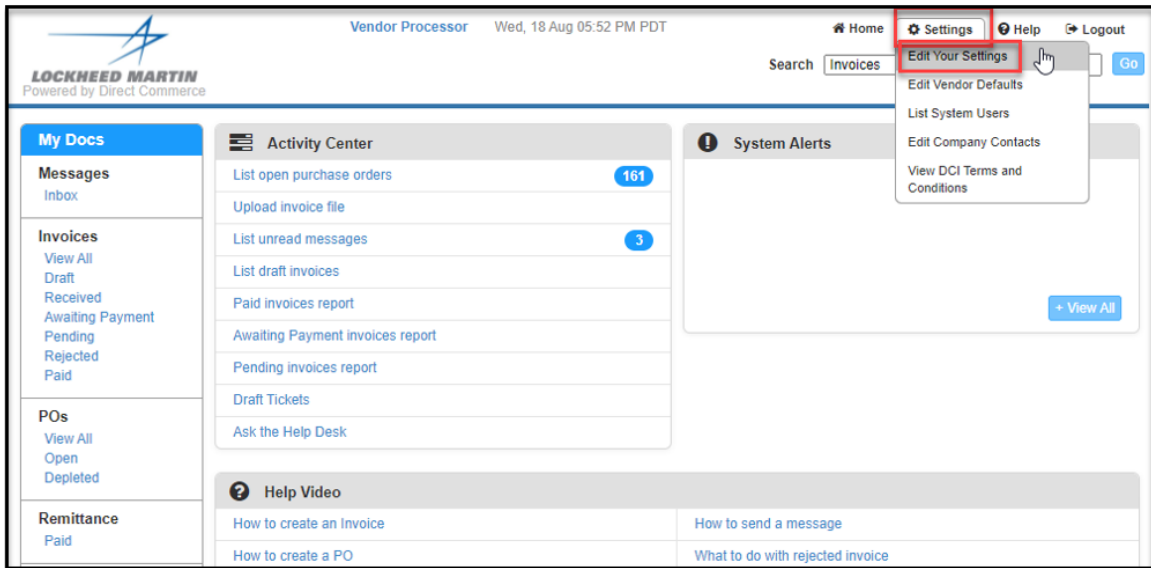 Vendor Processor Wed, 18 Aug 05:52 PM PDT
Home Settings Help Logout
LOCKHEED MARTIN
Powered by Direct Commerce
Search Invoices Go
Edit Your Settings
Edit Vendor Defaults
List System Users
Edit Company Contacts
View DCI Terms and
Conditions
My Docs
Messages
Inbox
Invoices
View All
Draft
Received
Awaiting Payment
Pending
Rejected
Paid
POs
View All
Open
Depleted
Remittance
Paid
Activity Center
List open purchase orders 161
Upload invoice file
List unread messages 3
List draft invoices
Paid invoices report
Awaiting Payment invoices report
Pending invoices report
Draft Tickets
Ask the Help Desk
System Alerts
+ View All
Help Video
How to create an Invoice How to send a message
How to create a PO What to do with rejected invoice